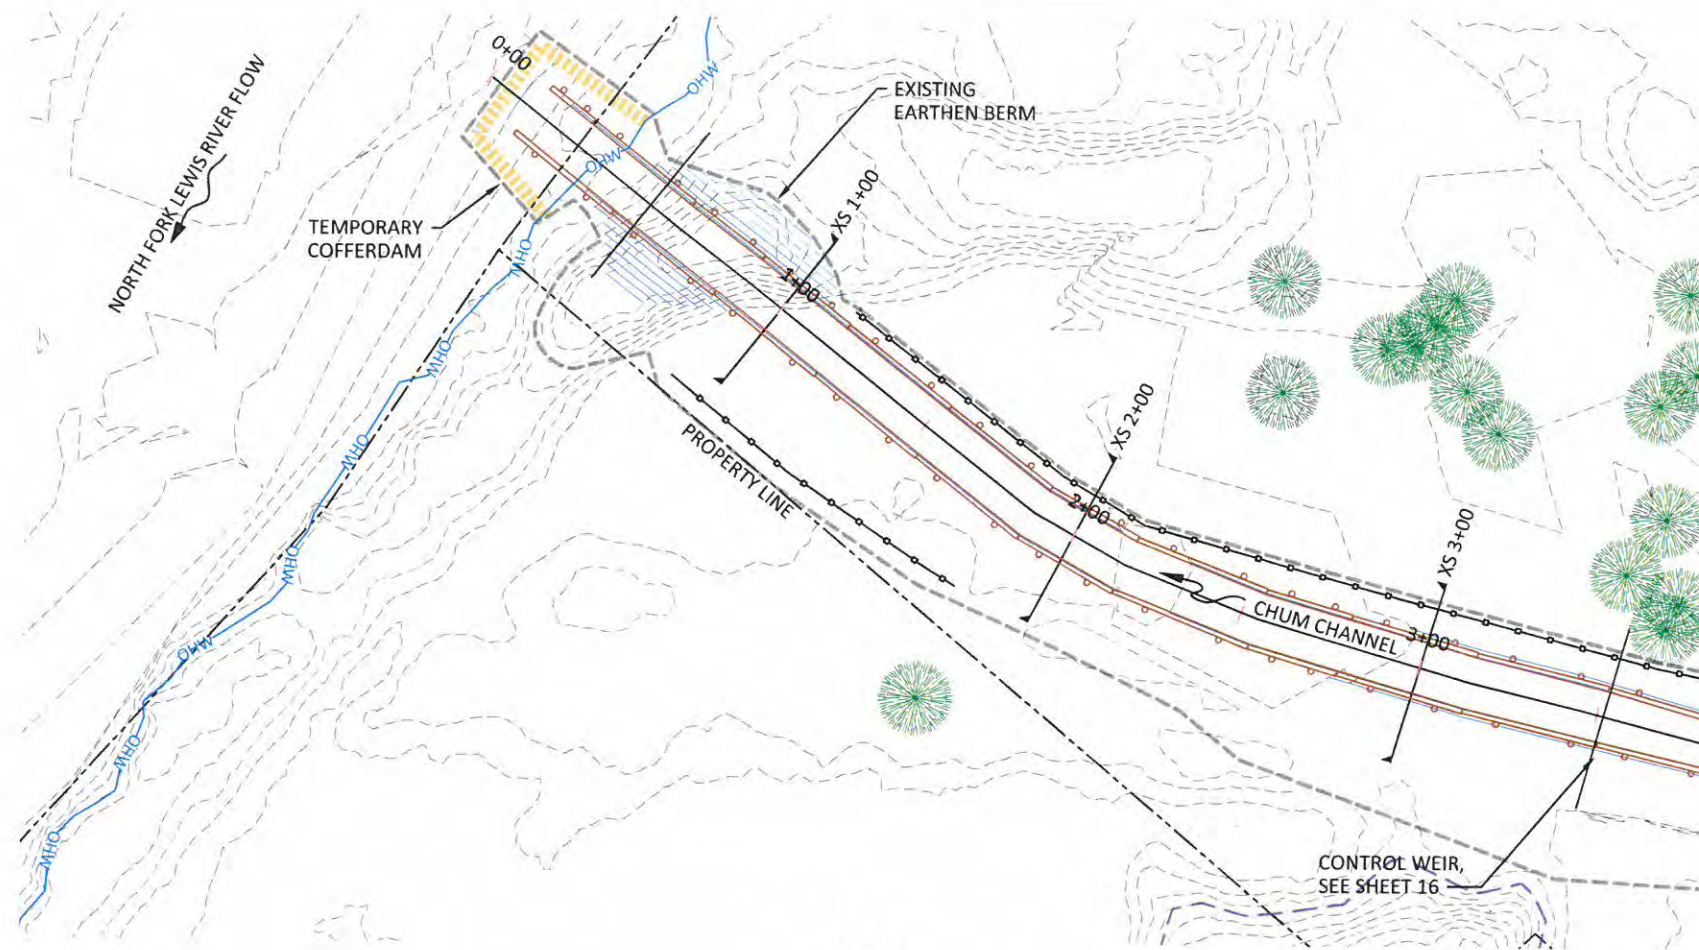 0+00
OHW
EXISTING
EARTHEN BERM
NORTH FORK LEWIS RIVER FLOW
OHW
XS 1+00
TEMPORARY
COFFERDAM
OHW
1+00
OHW
XS 2+00
PROPERTY LINE
OHW
2+00
XS 3+00
OHW
CHUM CHANNEL
3+00
OHW
OHW
OHW
CONTROL WEIR,
SEE SHEET 16